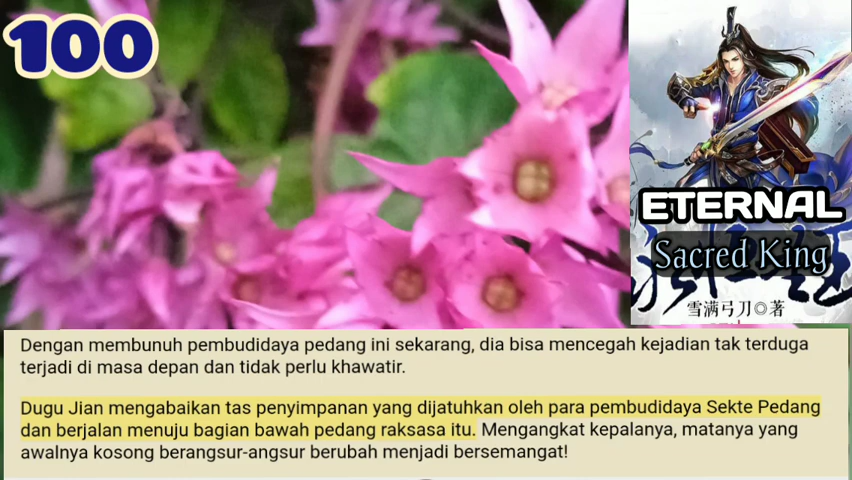 100
ETERNAL
Sacred King
雪满弓刀◎著
Dengan membunuh pembudidaya pedang ini sekarang, dia bisa mencegah kejadian tak terduga
terjadi di masa depan dan tidak perlu khawatir.
Dugu Jian mengabaikan tas penyimpanan yang dijatuhkan oleh para pembudidaya Sekte Pedang
dan berjalan menuju bagian bawah pedang raksasa itu. Mengangkat kepalanya, matanya yang
awalnya kosong berangsur-angsur berubah menjadi bersemangat!